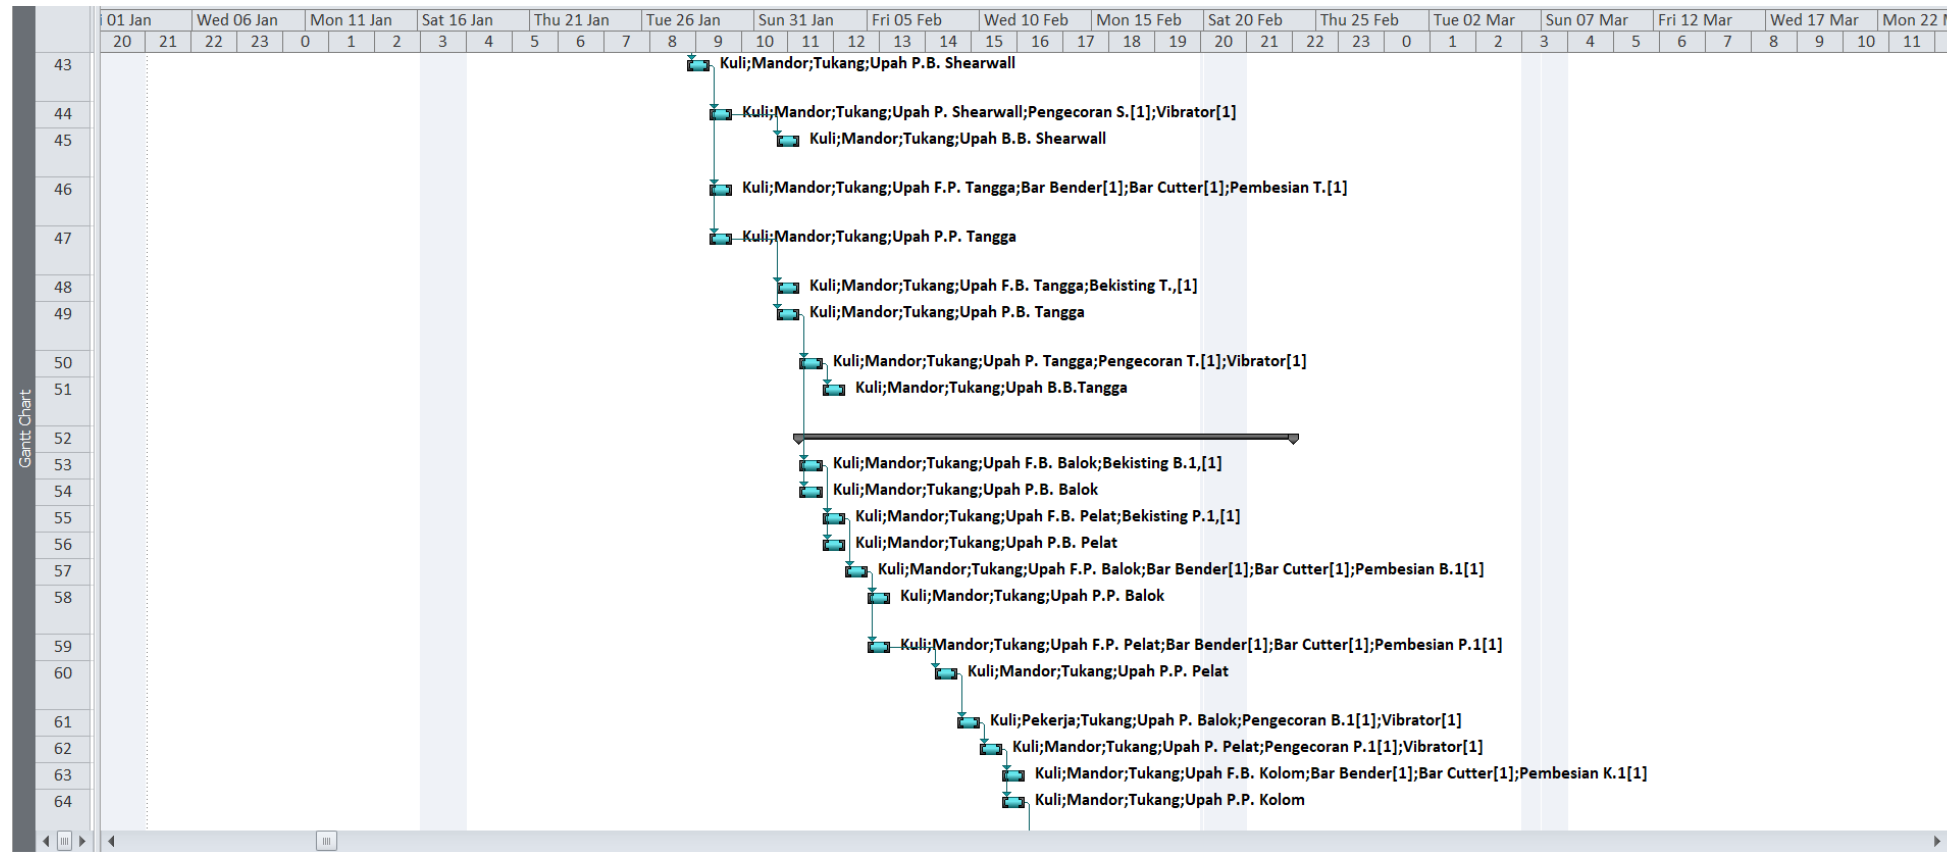 01 Jan Wed 06 Jan Mon 11 Jan Sat 16 Jan Thu 21 Jan Tue 26 Jan Sun 31 Jan Fri 05 Feb Wed 10 Feb Mon 15 Feb Sat 20 Feb Thu 25 Feb Tue 02 Mar Sun 07 Mar Fri 12 Mar Wed 17 Mar Mon 22
20 21 22 23 0 1 2 3 4 5 6 7 8 9 10 11 12 13 14 15 16 17 18 19 20 21 22 23 0 1 2 3 4 5 6 7 8 9 10 11
Gantt Chart
43 Kuli;Mandor;Tukang;Upah P.B. Shearwall
44 Kuli;Mandor;Tukang;Upah P. Shearwall;Pengecoran S.[1];Vibrator[1]
45 Kuli;Mandor;Tukang;Upah B.B. Shearwall
46 Kuli;Mandor;Tukang;Upah F.P. Tangga;Bar Bender[1];Bar Cutter[1];Pembesian T.[1]
47 Kuli;Mandor;Tukang;Upah P.P. Tangga
48 Kuli;Mandor;Tukang;Upah F.B. Tangga;Bekisting T.,[1]
49 Kuli;Mandor;Tukang;Upah P.B. Tangga
50 Kuli;Mandor;Tukang;Upah P. Tangga;Pengecoran T.[1];Vibrator[1]
51 Kuli;Mandor;Tukang;Upah B.B.Tangga
52
53 Kuli;Mandor;Tukang;Upah F.B. Balok;Bekisting B.1,[1]
54 Kuli;Mandor;Tukang;Upah P.B. Balok
55 Kuli;Mandor;Tukang;Upah F.B. Pelat;Bekisting P.1,[1]
56 Kuli;Mandor;Tukang;Upah P.B. Pelat
57 Kuli;Mandor;Tukang;Upah F.P. Balok;Bar Bender[1];Bar Cutter[1];Pembesian B.1[1]
58 Kuli;Mandor;Tukang;Upah P.P. Balok
59 Kuli;Mandor;Tukang;Upah F.P. Pelat;Bar Bender[1];Bar Cutter[1];Pembesian P.1[1]
60 Kuli;Mandor;Tukang;Upah P.P. Pelat
61 Kuli;Pekerja;Tukang;Upah P. Balok;Pengecoran B.1[1];Vibrator[1]
62 Kuli;Mandor;Tukang;Upah P. Pelat;Pengecoran P.1[1];Vibrator[1]
63 Kuli;Mandor;Tukang;Upah F.B. Kolom;Bar Bender[1];Bar Cutter[1];Pembesian K.1[1]
64 Kuli;Mandor;Tukang;Upah P.P. Kolom